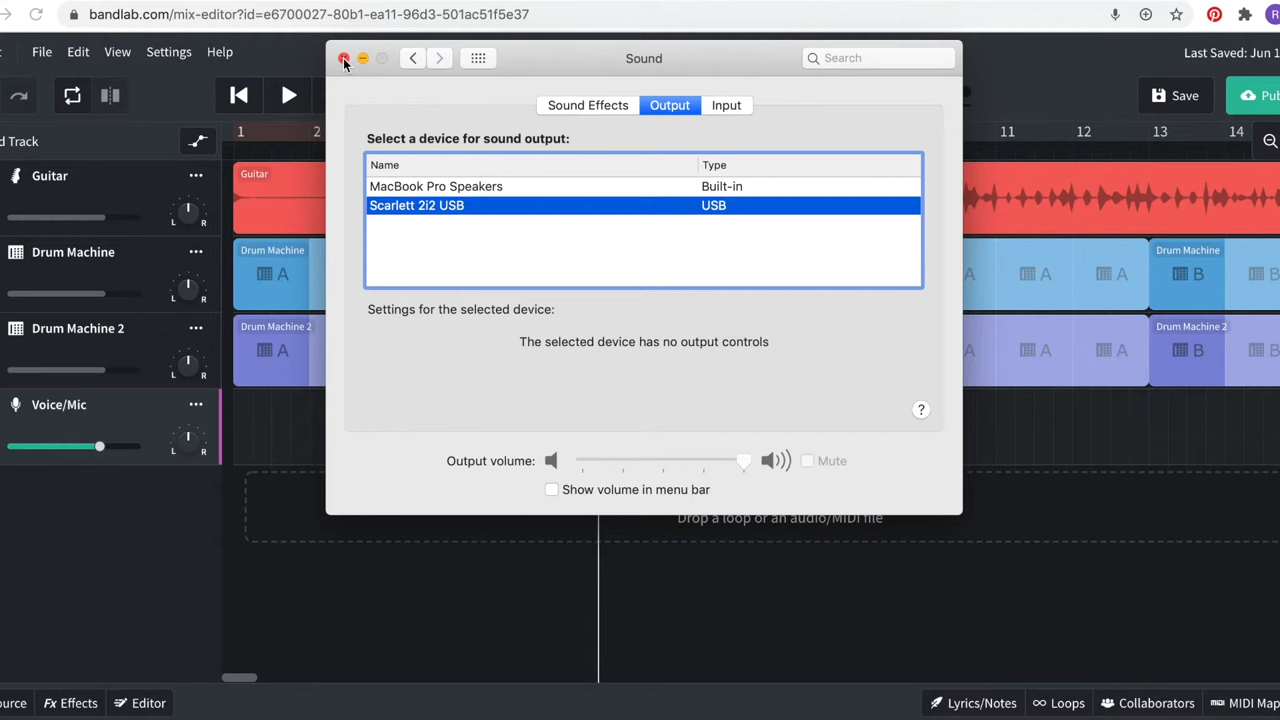 bandlab.com/mix-editor?id=e6700027-80b1-ea11-96d3-501ac51f5e37
File Edit View Settings Help
Sound
Search
Last Saved: Jun 1
Save
Sound Effects Output Input
Select a device for sound output:
Name Type
MacBook Pro Speakers Built-in
Scarlett 2i2 USB USB
Settings for the selected device:
The selected device has no output controls
?
Output volume: Mute
Show volume in menu bar
1 2 11 12 13 14
d Track
Guitar
L R
Guitar
Drum Machine
L R
Drum Machine A A A Drum Machine B B
Drum Machine 2
L R
Drum Machine 2 A A A Drum Machine 2 B B
Voice/Mic
L R
Drop a loop or an audio/MIDI file
Fx Effects Editor Lyrics/Notes Loops Collaborators midi MIDI Map